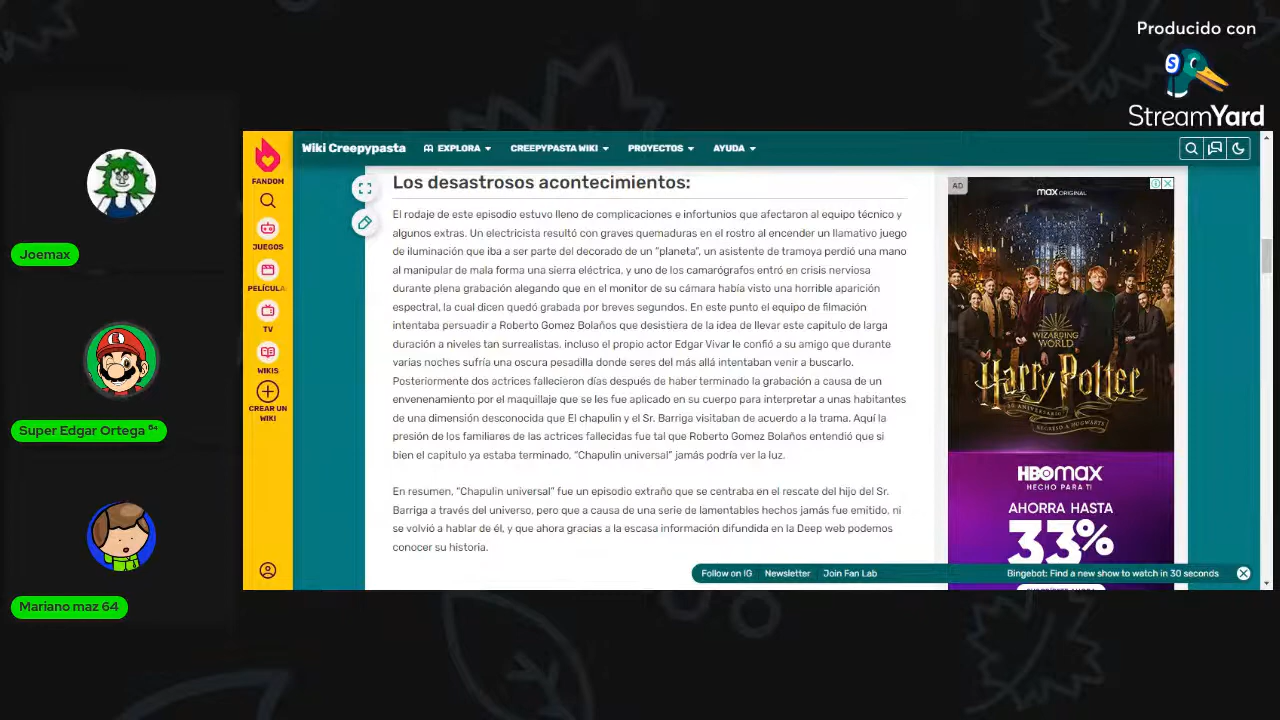 Producido con
StreamYard
Joemax
Super Edgar Ortega 64
Mariano maz 64
FANDOM
JUEGOS
PELÍCULA
TV
WIKIS
CREAR UN
WIKI
Wiki Creepypasta
EXPLORA
CREEPYPASTA WIKI
PROYECTOS
AYUDA
Los desastrosos acontecimientos:
El rodaje de este episodio estuvo lleno de complicaciones e infortunios que afectaron al equipo técnico y
algunos extras. Un electricista resultó con graves quemaduras en el rostro al encender un llamativo juego
de iluminación que iba a ser parte del decorado de un "planeta", un asistente de tramoya perdió una mano
al manipular de mala forma una sierra eléctrica, y uno de los camarógrafos entró en crisis nerviosa
durante plena grabación alegando que en el monitor de su cámara había visto una horrible aparición
espectral, la cual dicen quedó grabada por breves segundos. En este punto el equipo de filmación
intentaba persuadir a Roberto Gomez Bolaños que desistiera de la idea de llevar este capitulo de larga
duración a niveles tan surrealistas, incluso el propio actor Edgar Vivar le confió a su amigo que durante
varias noches sufría una oscura pesadilla donde seres del más allá intentaban venir a buscarlo.
Posteriormente dos actrices fallecieron días después de haber terminado la grabación a causa de un
envenenamiento por el maquillaje que se les fue aplicado en su cuerpo para interpretar a unas habitantes
de una dimensión desconocida que El chapulin y el Sr. Barriga visitaban de acuerdo a la trama. Aquí la
presión de los familiares de las actrices fallecidas fue tal que Roberto Gomez Bolaños entendió que si
bien el capitulo ya estaba terminado, "Chapulin universal" jamás podría ver la luz.
En resumen, "Chapulin universal" fue un episodio extraño que se centraba en el rescate del hijo del Sr.
Barriga a través del universo, pero que a causa de una serie de lamentables hechos jamás fue emitido, ni
se volvió a hablar de él, y que ahora gracias a la escasa información difundida en la Deep web podemos
conocer su historia.
AD
max ORIGINAL
WIZARDING
WORLD
Harry Potter
ANIVERSARIO
REGRESO A HOGWARTS
HBOMAX
HECHO PARA TI
AHORRA HASTA
33%
Follow on IG
Newsletter
Join Fan Lab
Bingebot: Find a new show to watch in 30 seconds